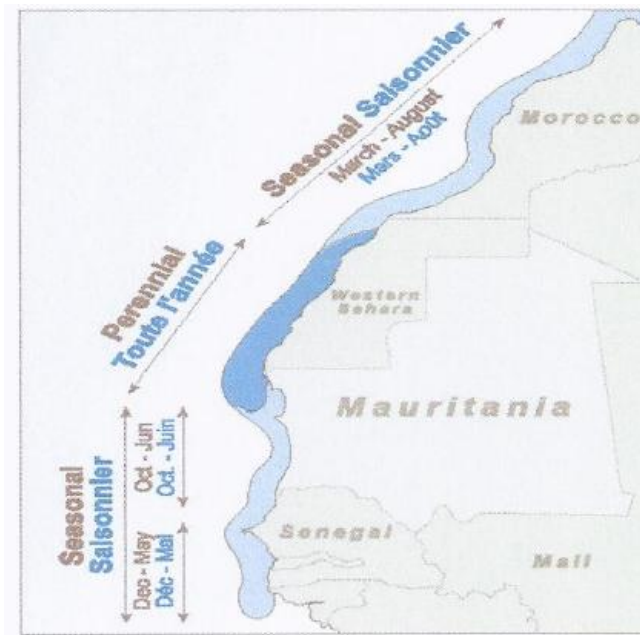 Seasonal Saisonnier
March - August
Mars - Août
Morocco
Perennial
Toute l'année
Western
Sahara
Mauritania
Seasonal
Saisonnier
Oct - Jun
Oct. - Juin
Dec - May
Déc - Mai
Senegal
Mali